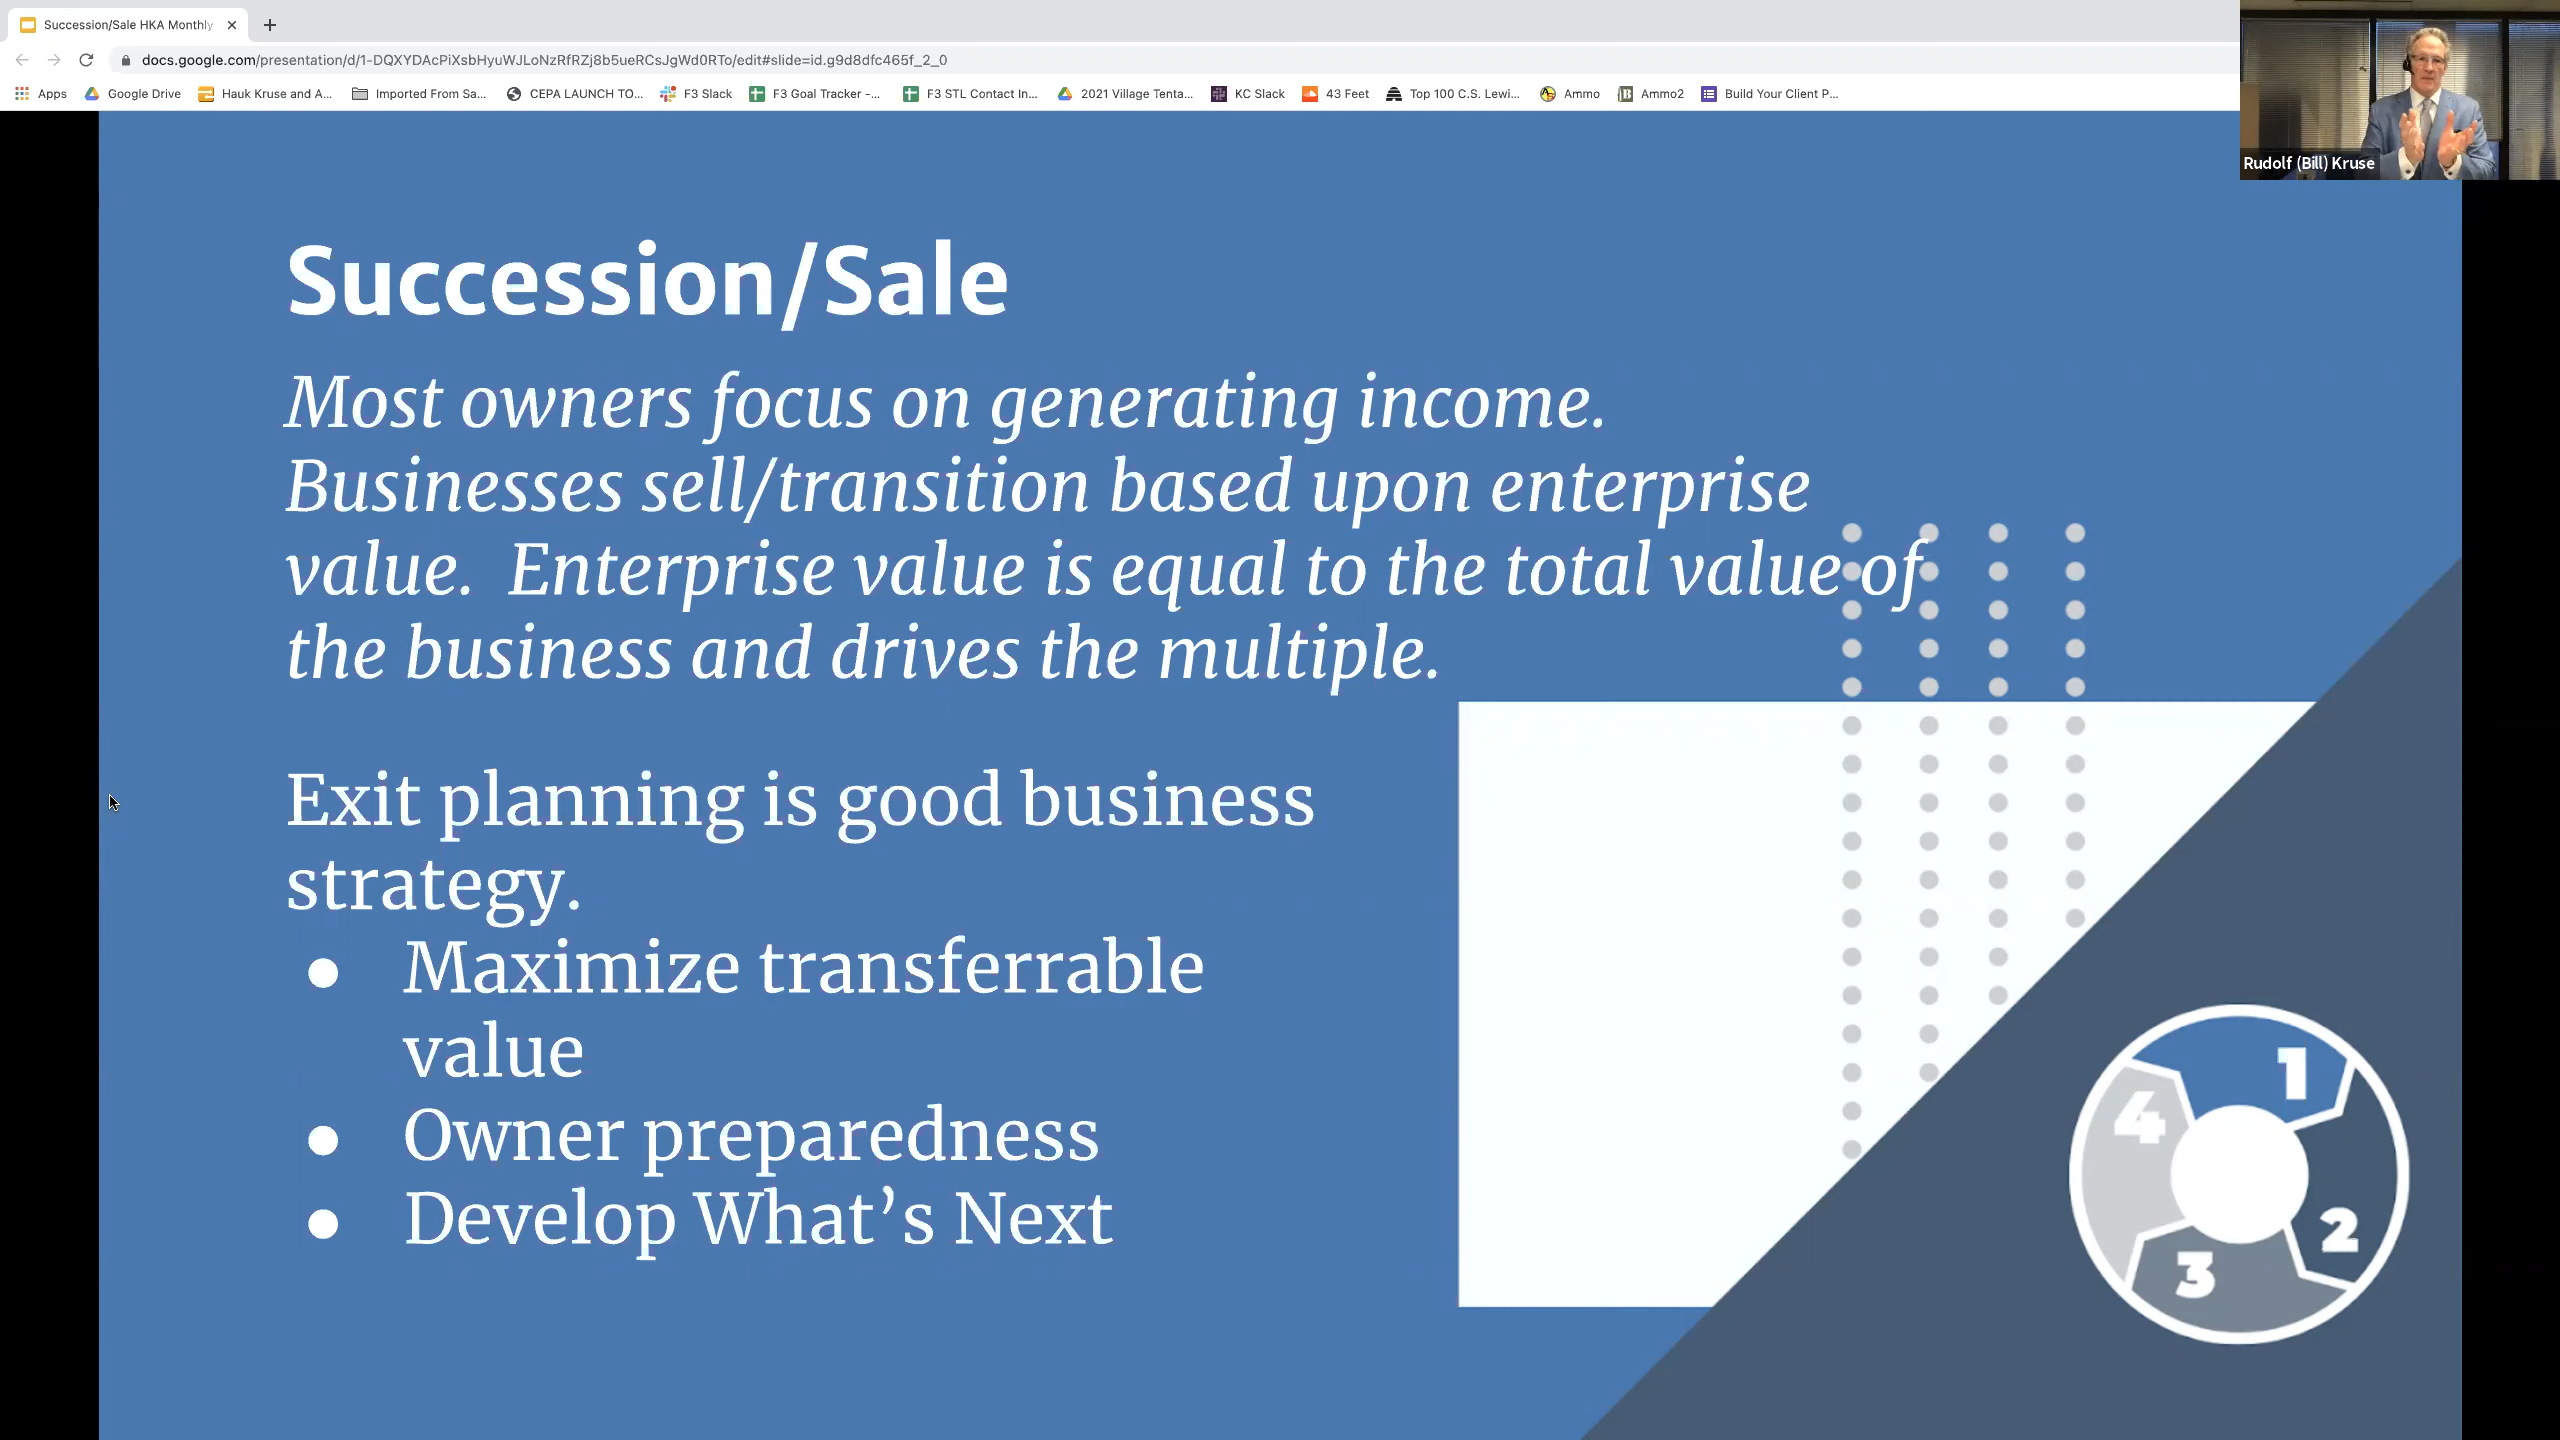 Succession/Sale HKA Monthly
docs.google.com/presentation/d/1-DQXYDAcPiXsbHyuWJLoNzRfRZj8b5ueRCsJgWd0RTo/edit#slide=id.g9d8dfc465f_2_0
Apps Google Drive Hauk Kruse and A... Imported From Sa... CEPA LAUNCH TO... F3 Slack F3 Goal Tracker -... F3 STL Contact In... 2021 Village Tenta... KC Slack 43 Feet Top 100 C.S. Lewi... Ammo Ammo2 Build Your Client P...
Rudolf (Bill) Kruse
Succession/Sale
Most owners focus on generating income.
Businesses sell/transition based upon enterprise
value. Enterprise value is equal to the total value of
the business and drives the multiple.
Exit planning is good business
strategy.
● Maximize transferrable
value
● Owner preparedness
● Develop What’s Next
1
4
2
3